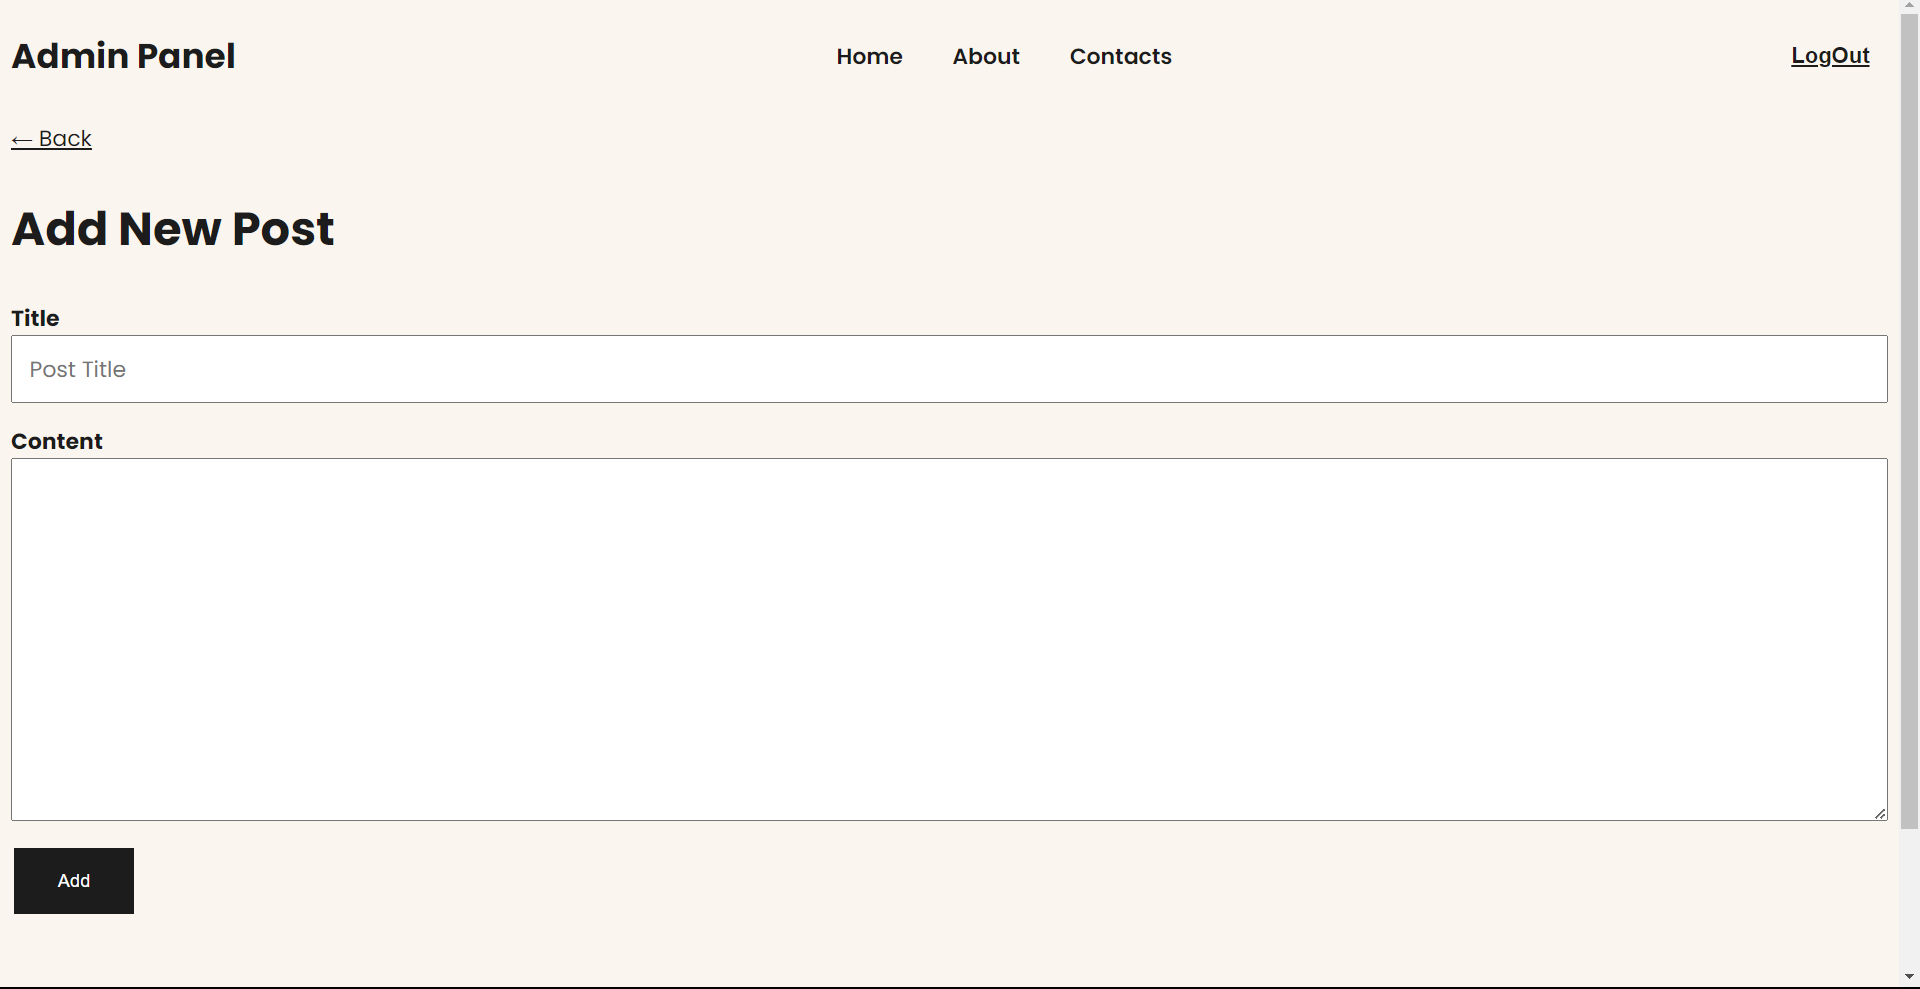 Admin Panel
Home About Contacts
LogOut
← Back
Add New Post
Title
Post Title
Content
Add